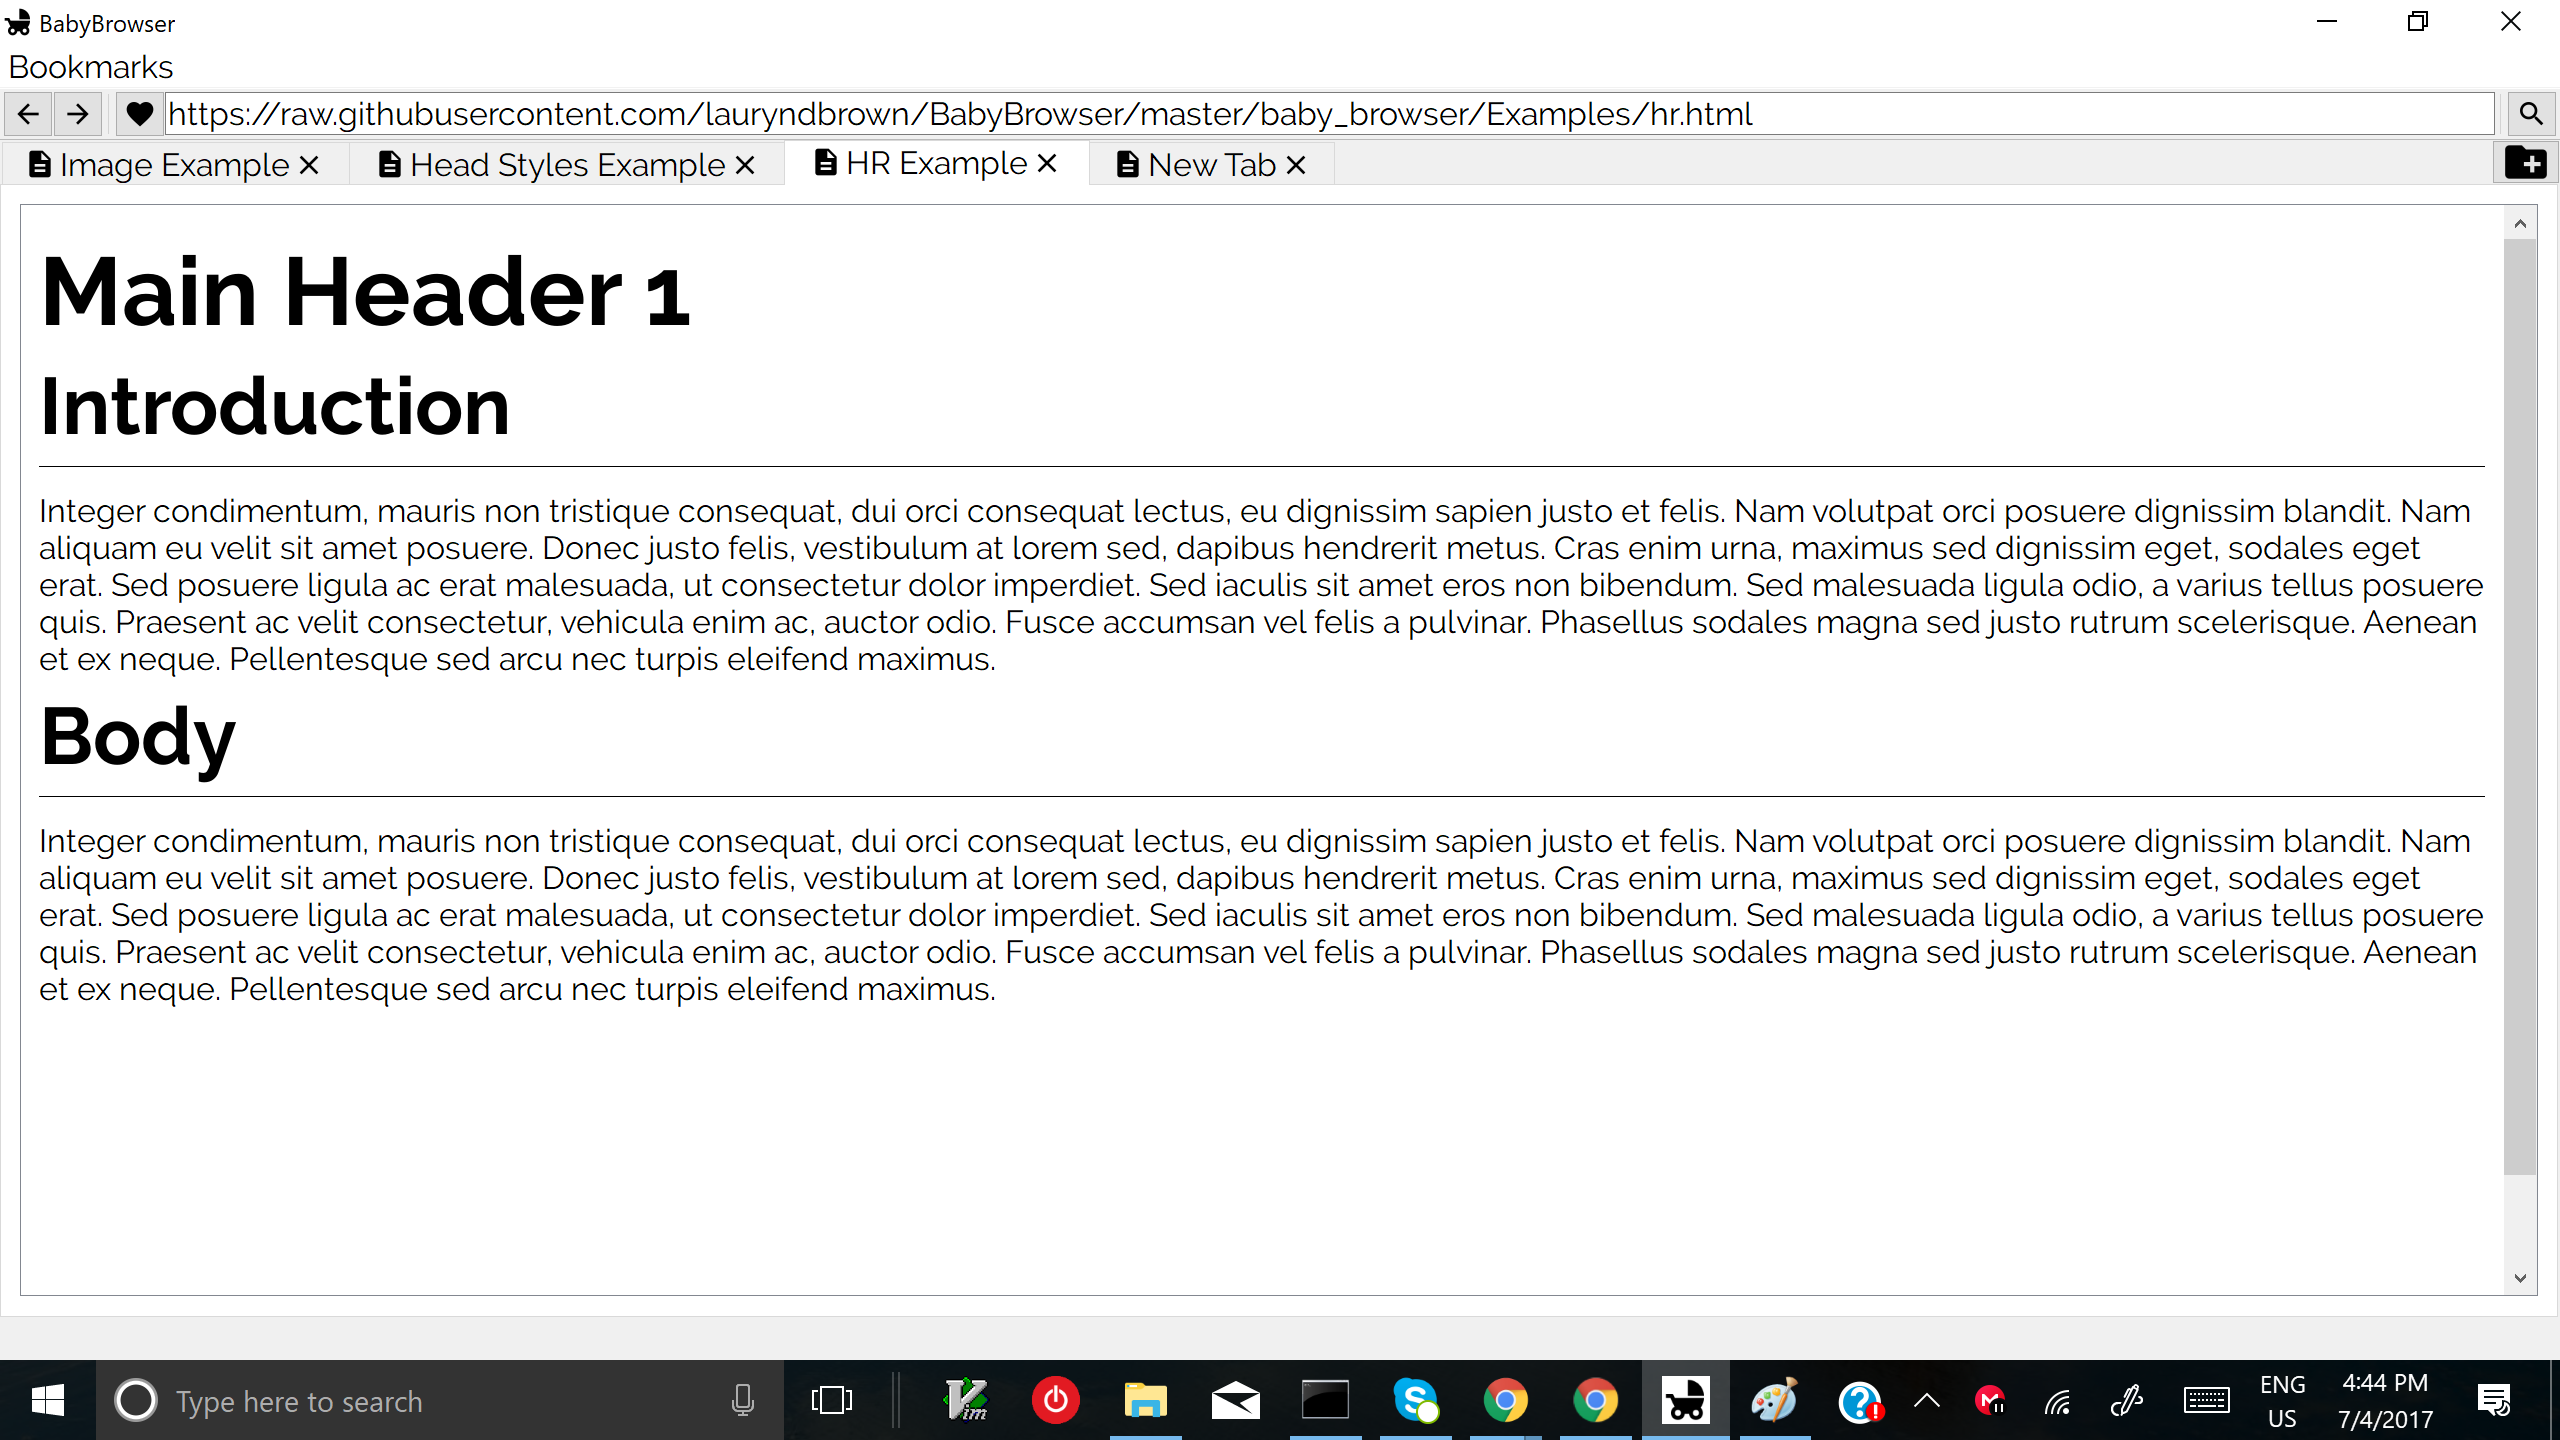 BabyBrowser
Bookmarks
https://raw.githubusercontent.com/lauryndbrown/BabyBrowser/master/baby_browser/Examples/hr.html
Image Example Head Styles Example HR Example New Tab
Main Header 1
Introduction
Integer condimentum, mauris non tristique consequat, dui orci consequat lectus, eu dignissim sapien justo et felis. Nam volutpat orci posuere dignissim blandit. Nam
aliquam eu velit sit amet posuere. Donec justo felis, vestibulum at lorem sed, dapibus hendrerit metus. Cras enim urna, maximus sed dignissim eget, sodales eget
erat. Sed posuere ligula ac erat malesuada, ut consectetur dolor imperdiet. Sed iaculis sit amet eros non bibendum. Sed malesuada ligula odio, a varius tellus posuere
quis. Praesent ac velit consectetur, vehicula enim ac, auctor odio. Fusce accumsan vel felis a pulvinar. Phasellus sodales magna sed justo rutrum scelerisque. Aenean
et ex neque. Pellentesque sed arcu nec turpis eleifend maximus.
Body
Integer condimentum, mauris non tristique consequat, dui orci consequat lectus, eu dignissim sapien justo et felis. Nam volutpat orci posuere dignissim blandit. Nam
aliquam eu velit sit amet posuere. Donec justo felis, vestibulum at lorem sed, dapibus hendrerit metus. Cras enim urna, maximus sed dignissim eget, sodales eget
erat. Sed posuere ligula ac erat malesuada, ut consectetur dolor imperdiet. Sed iaculis sit amet eros non bibendum. Sed malesuada ligula odio, a varius tellus posuere
quis. Praesent ac velit consectetur, vehicula enim ac, auctor odio. Fusce accumsan vel felis a pulvinar. Phasellus sodales magna sed justo rutrum scelerisque. Aenean
et ex neque. Pellentesque sed arcu nec turpis eleifend maximus.
Type here to search
Vim
ENG
US
4:44 PM
7/4/2017